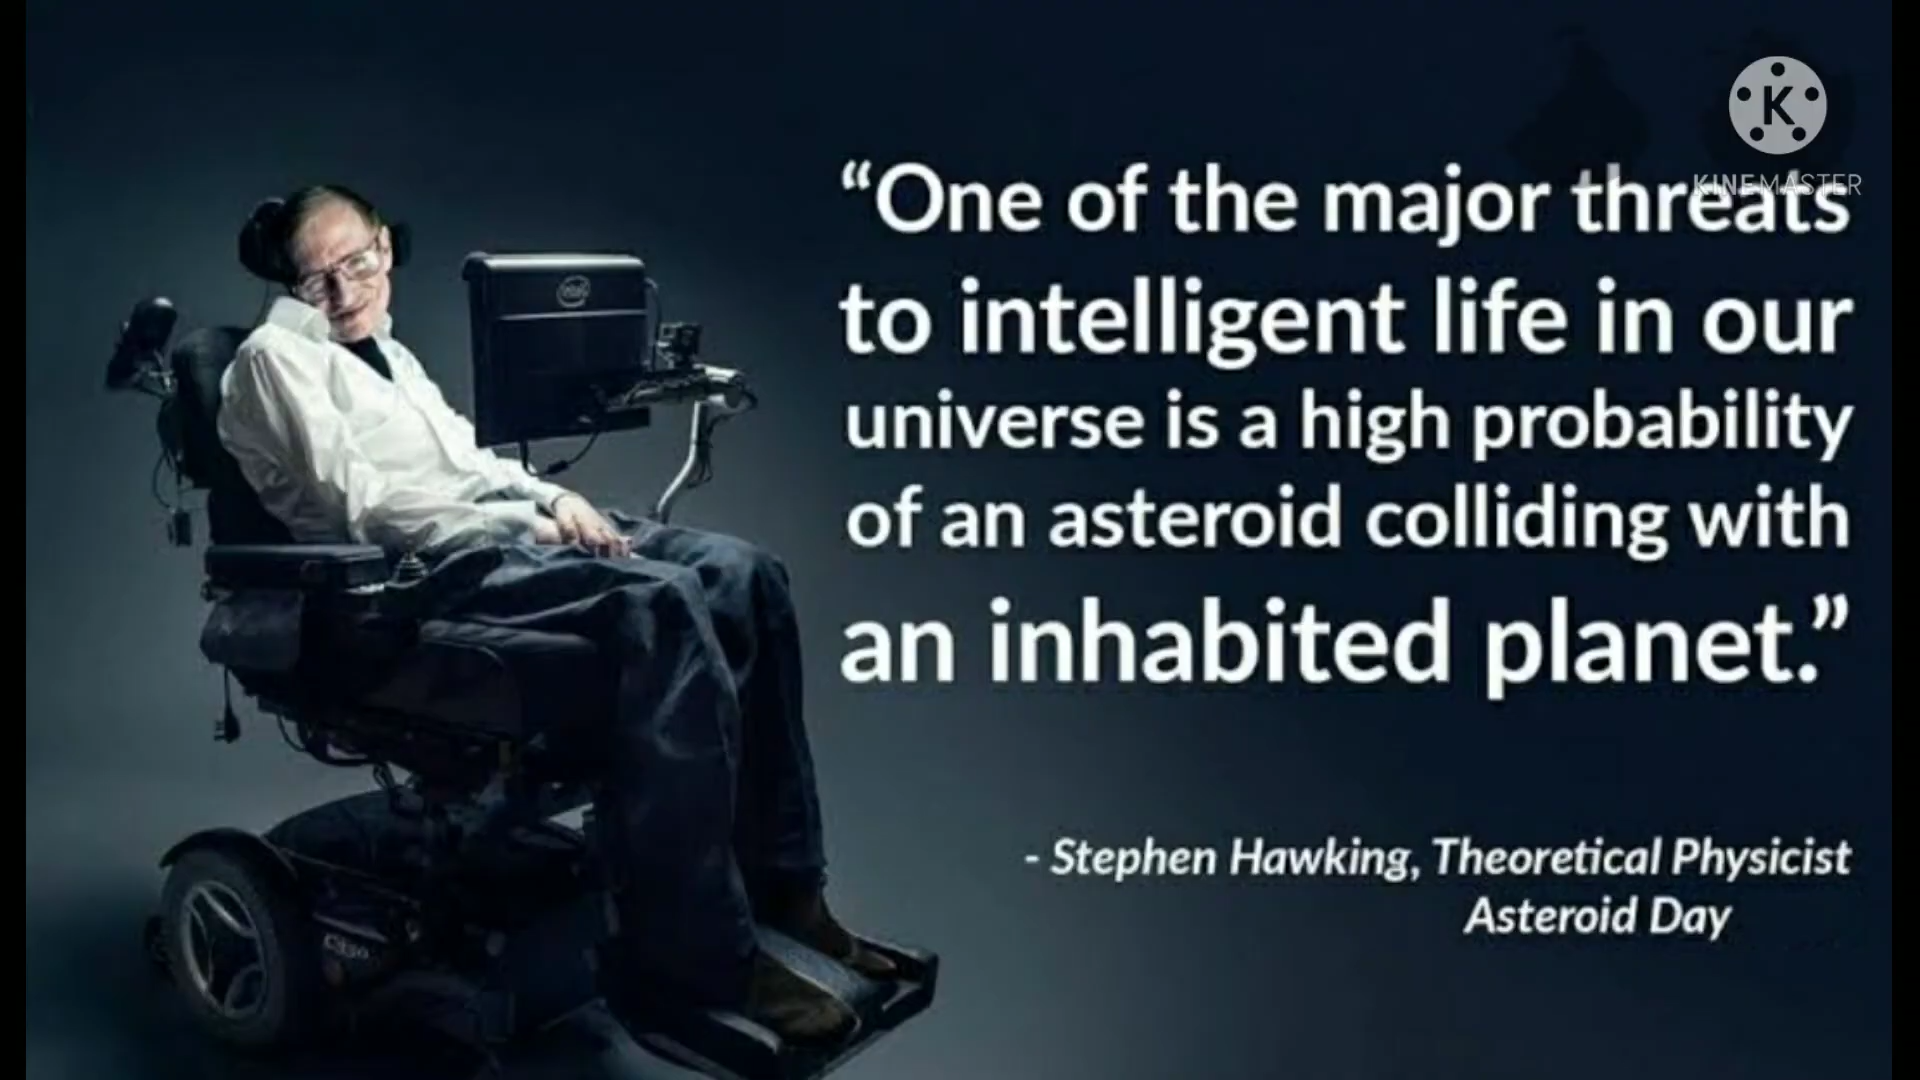 K
KINEMASTER
“One of the major threats
to intelligent life in our
universe is a high probability
of an asteroid colliding with
an inhabited planet.”
- Stephen Hawking, Theoretical Physicist
Asteroid Day
intel